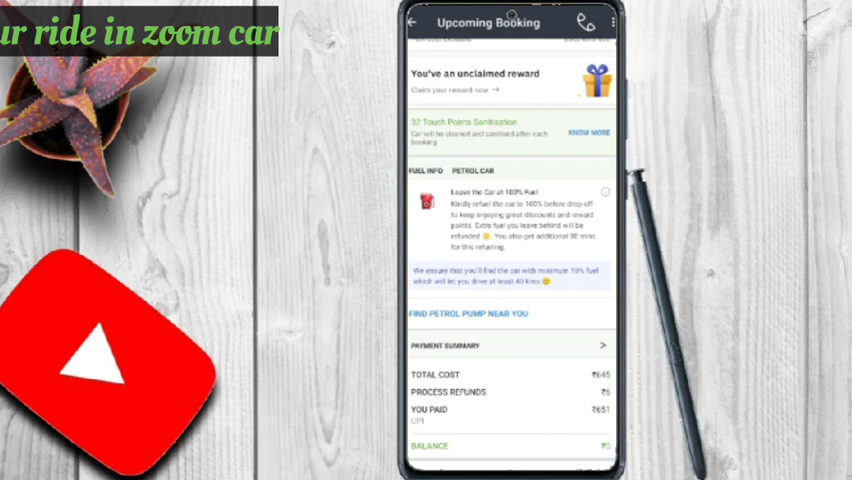 ur ride in zoom car
Upcoming Booking
You've an unclaimed reward
Claim your reward now →
32 Touch Points Sanitisation
Car will be cleaned and sanitised after each
booking
KNOW MORE
FUEL INFO PETROL CAR
Leave the Car at 100% Fuel
Kindly refuel the car to 100% before drop-off
to keep enjoying great discounts and reward
points. Extra fuel you leave behind will be
refunded 😊. You also get additional 30 mins
for this refueling.
We ensure that you'll find the car with minimum 10% fuel
which will let you drive at least 40 kms 🙂
FIND PETROL PUMP NEAR YOU
PAYMENT SUMMARY >
TOTAL COST ₹645
PROCESS REFUNDS ₹6
YOU PAID ₹651
UPI
BALANCE ₹0